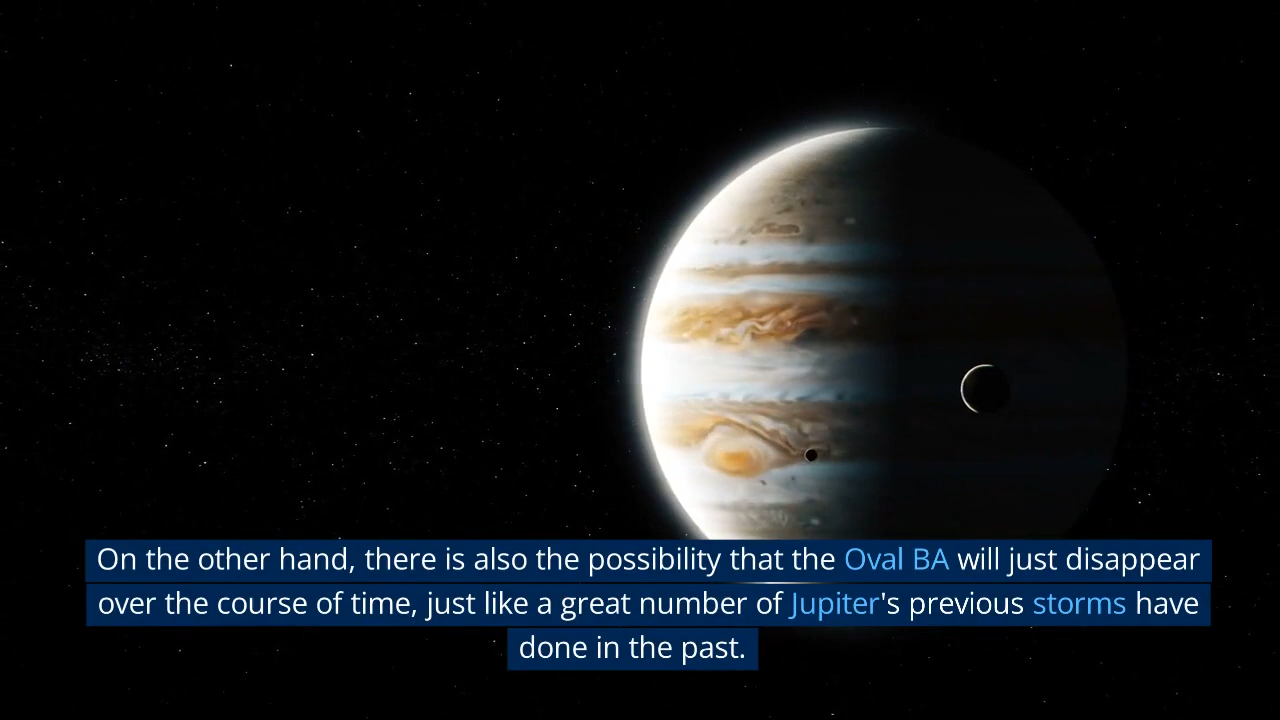 On the other hand, there is also the possibility that the Oval BA will just disappear
over the course of time, just like a great number of Jupiter's previous storms have
done in the past.